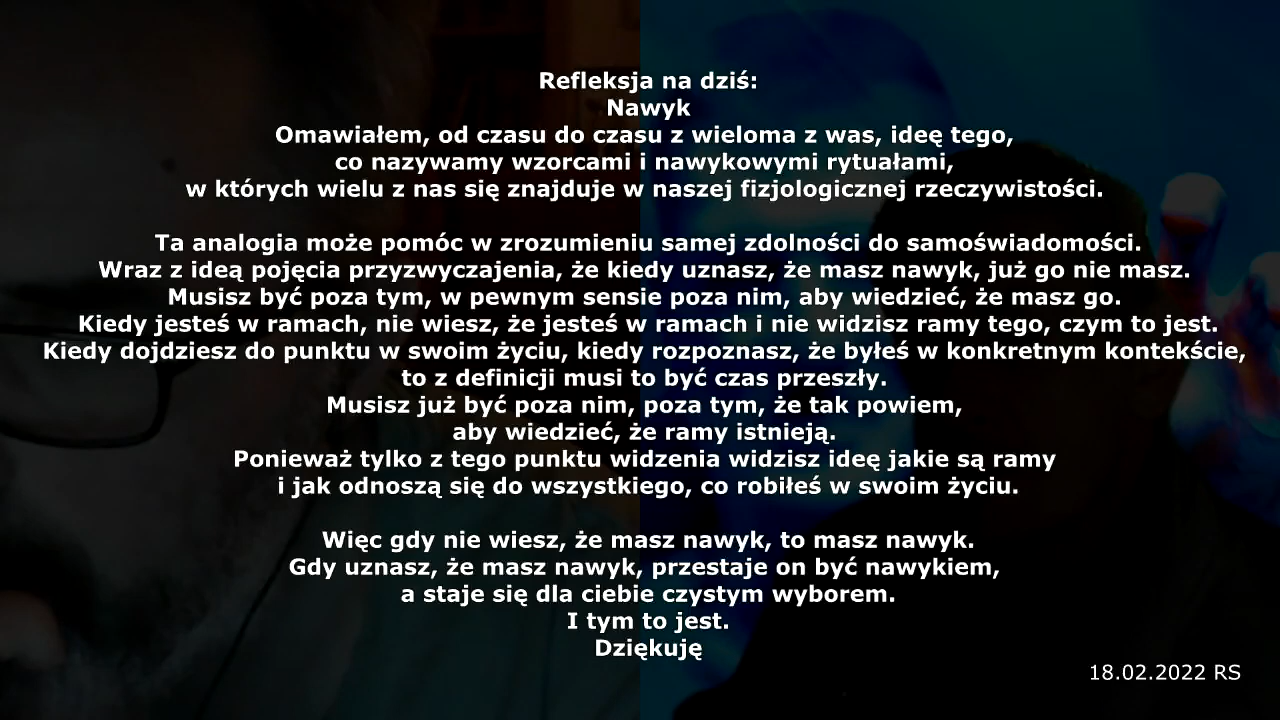 Refleksja na dziś:
Nawyk
Omawiałem, od czasu do czasu z wieloma z was, ideę tego,
co nazywamy wzorcami i nawykowymi rytuałami,
w których wielu z nas się znajduje w naszej fizjologicznej rzeczywistości.
Ta analogia może pomóc w zrozumieniu samej zdolności do samoświadomości.
Wraz z ideą pojęcia przyzwyczajenia, że kiedy uznasz, że masz nawyk, już go nie masz.
Musisz być poza tym, w pewnym sensie poza nim, aby wiedzieć, że masz go.
Kiedy jesteś w ramach, nie wiesz, że jesteś w ramach i nie widzisz ramy tego, czym to jest.
Kiedy dojdziesz do punktu w swoim życiu, kiedy rozpoznasz, że byłeś w konkretnym kontekście,
to z definicji musi to być czas przeszły.
Musisz już być poza nim, poza tym, że tak powiem,
aby wiedzieć, że ramy istnieją.
Ponieważ tylko z tego punktu widzenia widzisz ideę jakie są ramy
i jak odnoszą się do wszystkiego, co robiłeś w swoim życiu.
Więc gdy nie wiesz, że masz nawyk, to masz nawyk.
Gdy uznasz, że masz nawyk, przestaje on być nawykiem,
a staje się dla ciebie czystym wyborem.
I tym to jest.
Dziękuję
18.02.2022 RS